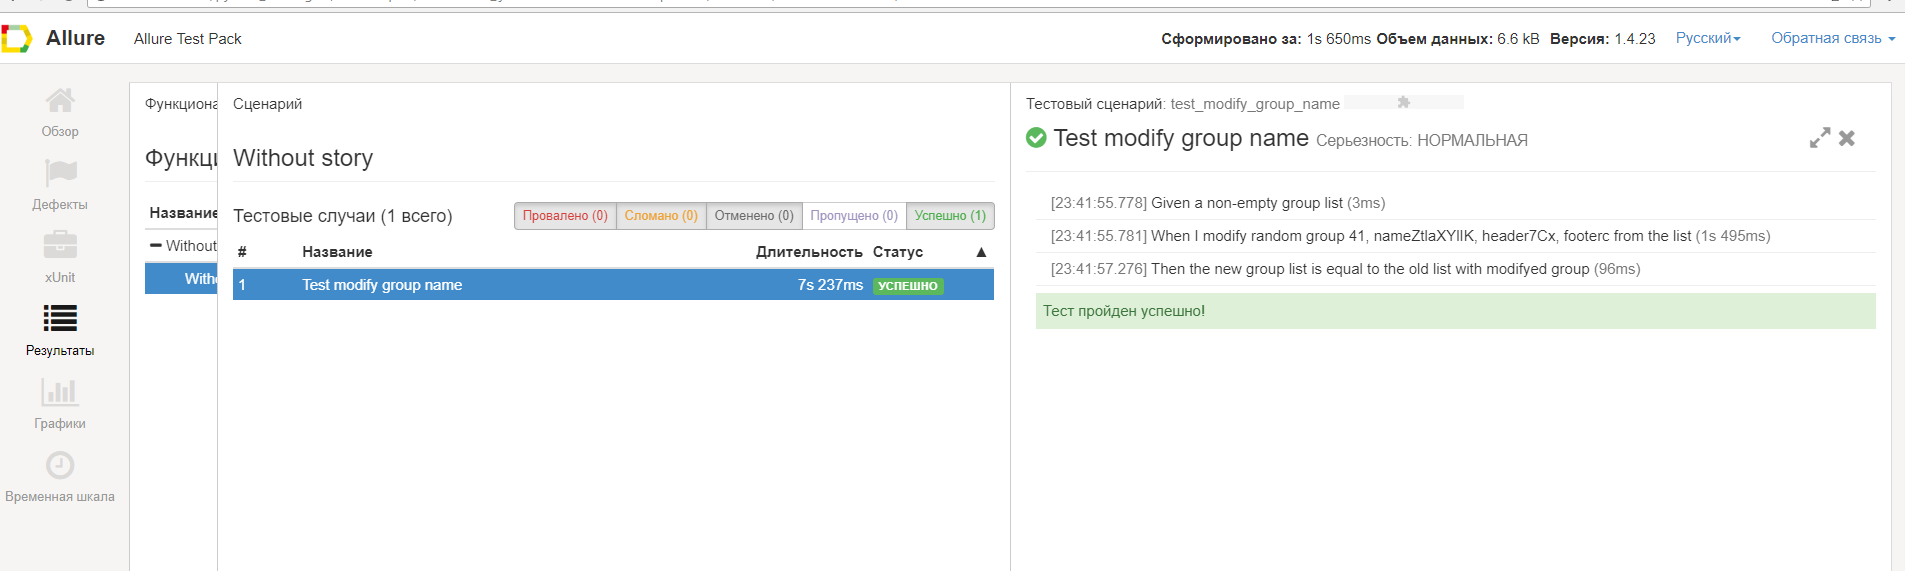 Allure
Allure Test Pack
Сформировано за: 1s 650ms Объем данных: 6.6 kB Версия: 1.4.23
Русский
Обратная связь
Обзор
Дефекты
xUnit
Результаты
Графики
Временная шкала
Функциона
Функци
Название
Without
Witho
Сценарий
Without story
Тестовые случаи (1 всего)
Провалено (0) Сломано (0) Отменено (0) Пропущено (0) Успешно (1)
# Название Длительность Статус ▲
1 Test modify group name 7s 237ms УСПЕШНО
Тестовый сценарий: test_modify_group_name
Test modify group name Серьезность: НОРМАЛЬНАЯ
[23:41:55.778] Given a non-empty group list (3ms)
[23:41:55.781] When I modify random group 41, nameZtlaXYlIK, header7Cx, footerc from the list (1s 495ms)
[23:41:57.276] Then the new group list is equal to the old list with modifyed group (96ms)
Тест пройден успешно!